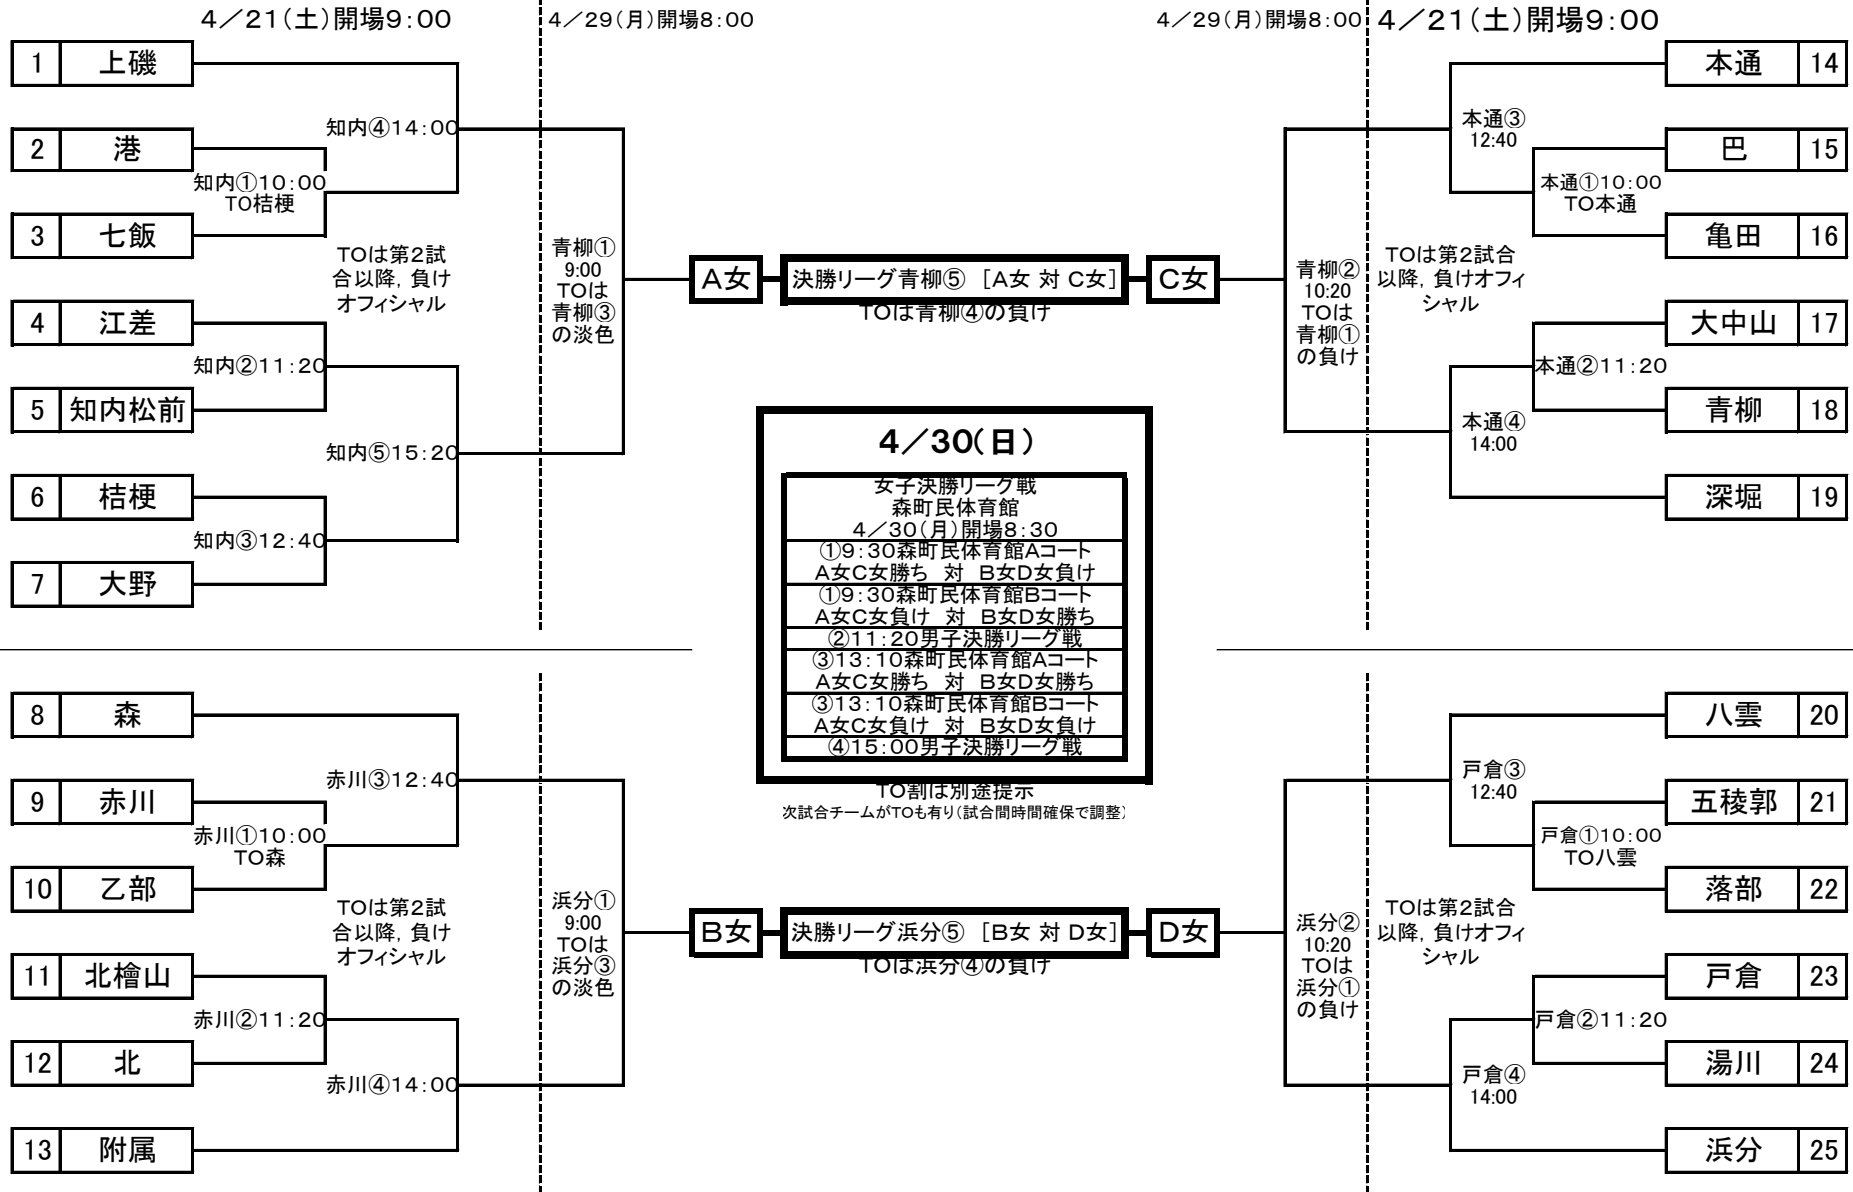 4／21（土）開場9：00
4／29（月）開場8：00
4／29（月）開場8：00
4／21（土）開場9：00
1 上磯
2 港
3 七飯
4 江差
5 知内松前
6 桔梗
7 大野
知内④14：00
知内①10：00
TO桔梗
TOは第2試
合以降，負け
オフィシャル
知内②11：20
知内⑤15：20
知内③12：40
青柳①
9:00
TOは
青柳③
の淡色
A女
決勝リーグ青柳⑤ ［A女 対 C女］
TOは青柳④の負け
C女
青柳②
10:20
TOは
青柳①
の負け
本通③
12:40
本通①10：00
TO本通
TOは第2試合
以降，負けオフィ
シャル
本通②11：20
本通④
14:00
本通 14
巴 15
亀田 16
大中山 17
青柳 18
深堀 19
4／30（日）
女子決勝リーグ戦
森町民体育館
4／30（月）開場8：30
①9：30森町民体育館Aコート
A女C女勝ち 対 B女D女負け
①9：30森町民体育館Bコート
A女C女負け 対 B女D女勝ち
②11：20男子決勝リーグ戦
③13：10森町民体育館Aコート
A女C女勝ち 対 B女D女勝ち
③13：10森町民体育館Bコート
A女C女負け 対 B女D女負け
④15：00男子決勝リーグ戦
TO割は別途提示
次試合チームがTOも有り（試合間時間確保で調整）
8 森
9 赤川
10 乙部
11 北檜山
12 北
13 附属
赤川③12：40
赤川①10：00
TO森
TOは第2試
合以降，負け
オフィシャル
赤川②11：20
赤川④14：00
浜分①
9:00
TOは
浜分③
の淡色
B女
決勝リーグ浜分⑤ ［B女 対 D女］
TOは浜分④の負け
D女
浜分②
10:20
TOは
浜分①
の負け
戸倉③
12:40
戸倉①10：00
TO八雲
TOは第2試合
以降，負けオフィ
シャル
戸倉②11：20
戸倉④
14:00
八雲 20
五稜郭 21
落部 22
戸倉 23
湯川 24
浜分 25